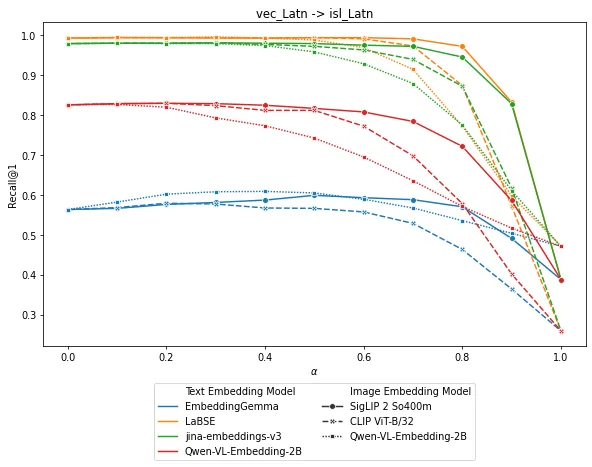 vec_Latn -> isl_Latn
Recall@1
1.0
0.9
0.8
0.7
0.6
0.5
0.4
0.3
0.0 0.2 0.4 0.6 0.8 1.0
α
Text Embedding Model Image Embedding Model
EmbeddingGemma SigLIP 2 So400m
LaBSE CLIP ViT-B/32
jina-embeddings-v3 Qwen-VL-Embedding-2B
Qwen-VL-Embedding-2B